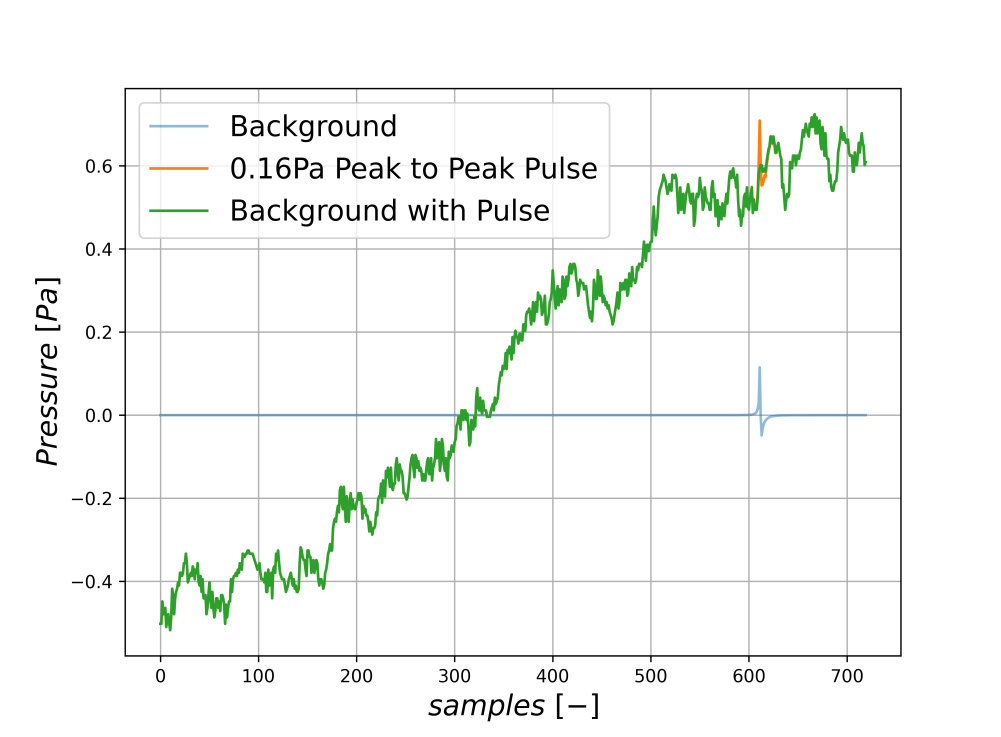 Background
0.16Pa Peak to Peak Pulse
Background with Pulse
0.6
0.4
0.2
0.0
−0.2
−0.4
Pressure [Pa]
0 100 200 300 400 500 600 700
samples [−]